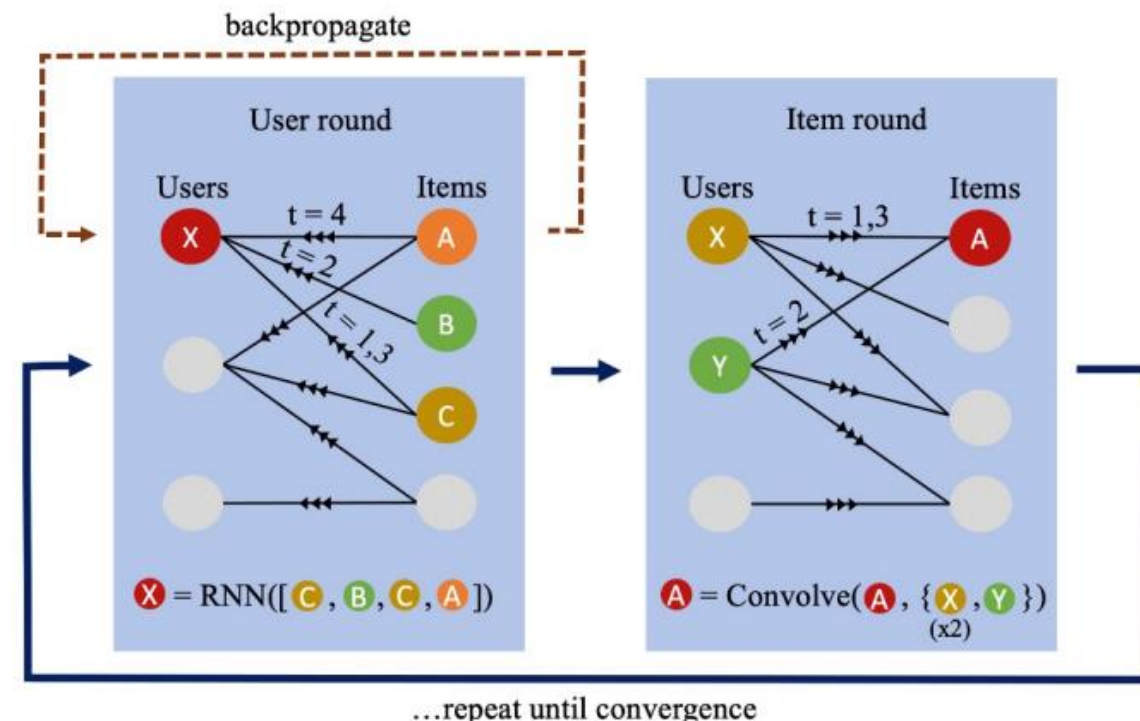 backpropagate
User round
Users
Items
X
t = 4
A
t = 2
B
t = 1,3
C
X = RNN([ C , B , C , A ])
Item round
Users
Items
X
t = 1,3
A
t = 2
Y
A = Convolve( A , { X , Y })
(x2)
...repeat until convergence